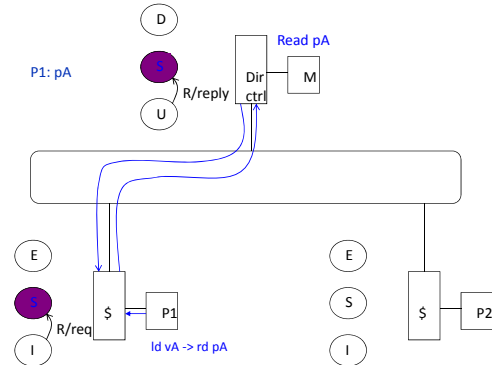 D
Read pA
S
P1: pA
Dir
ctrl
M
R/reply
U
E
E
S
$
P1
S
$
P2
R/req
I
ld vA -> rd pA
I